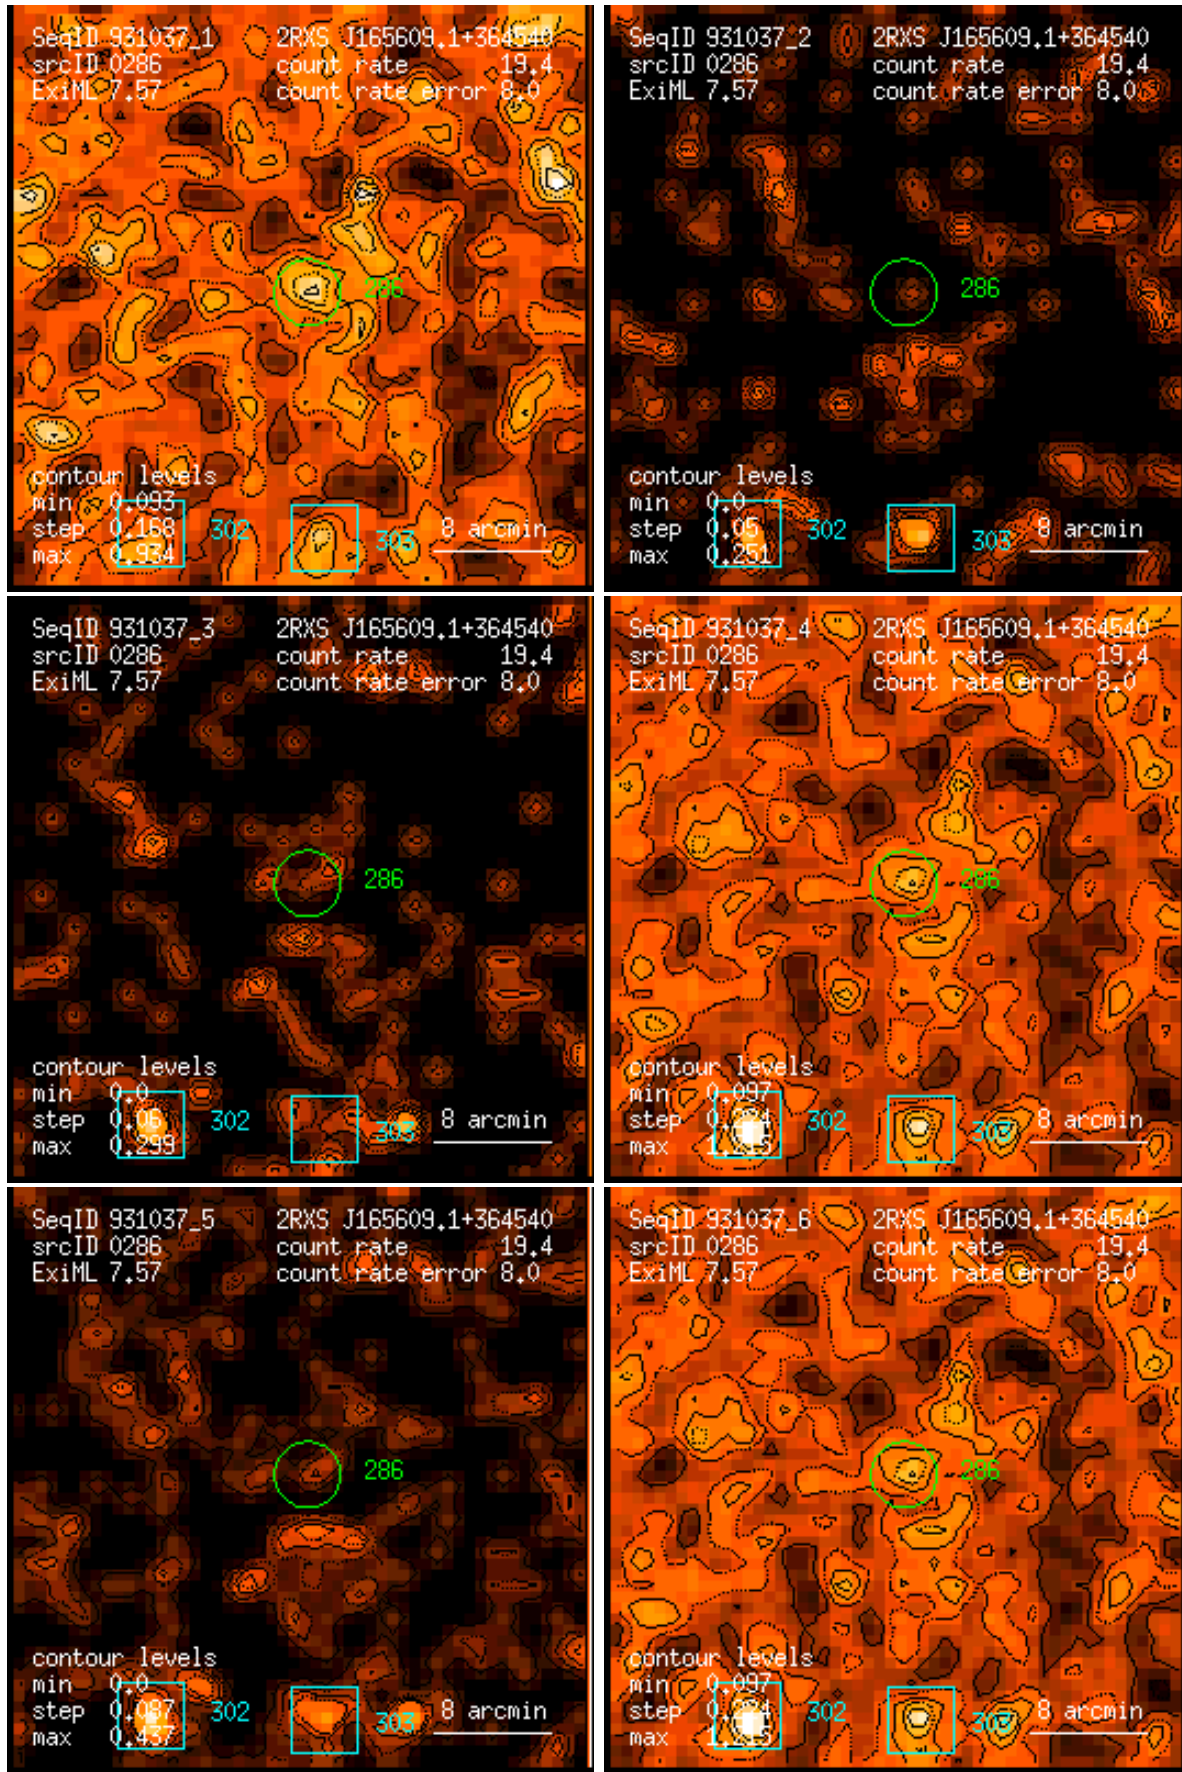 SeqID 931037_1 2RXS J165609.1+364540
srcID 0286 count rate 19.4
ExiML 7.57 count rate error 8.0
286
contour levels
min 0.093
step 0.168 302 303 8 arcmin
max 0.934
SeqID 931037_2 2RXS J165609.1+364540
srcID 0286 count rate 19.4
ExiML 7.57 count rate error 8.0
286
contour levels
min 0.0
step 0.05 302 303 8 arcmin
max 0.251
SeqID 931037_3 2RXS J165609.1+364540
srcID 0286 count rate 19.4
ExiML 7.57 count rate error 8.0
286
contour levels
min 0.0
step 0.06 302 303 8 arcmin
max 0.299
SeqID 931037_4 2RXS J165609.1+364540
srcID 0286 count rate 19.4
ExiML 7.57 count rate error 8.0
286
contour levels
min 0.097
step 302 303 8 arcmin
max 1.215
SeqID 931037_5 2RXS J165609.1+364540
srcID 0286 count rate 19.4
ExiML 7.57 count rate error 8.0
286
contour levels
min 0.0
step 0.087 302 303 8 arcmin
max 0.437
SeqID 931037_6 2RXS J165609.1+364540
srcID 0286 count rate 19.4
ExiML 7.57 count rate error 8.0
286
contour levels
min 0.097
step 302 303 8 arcmin
max 1.215